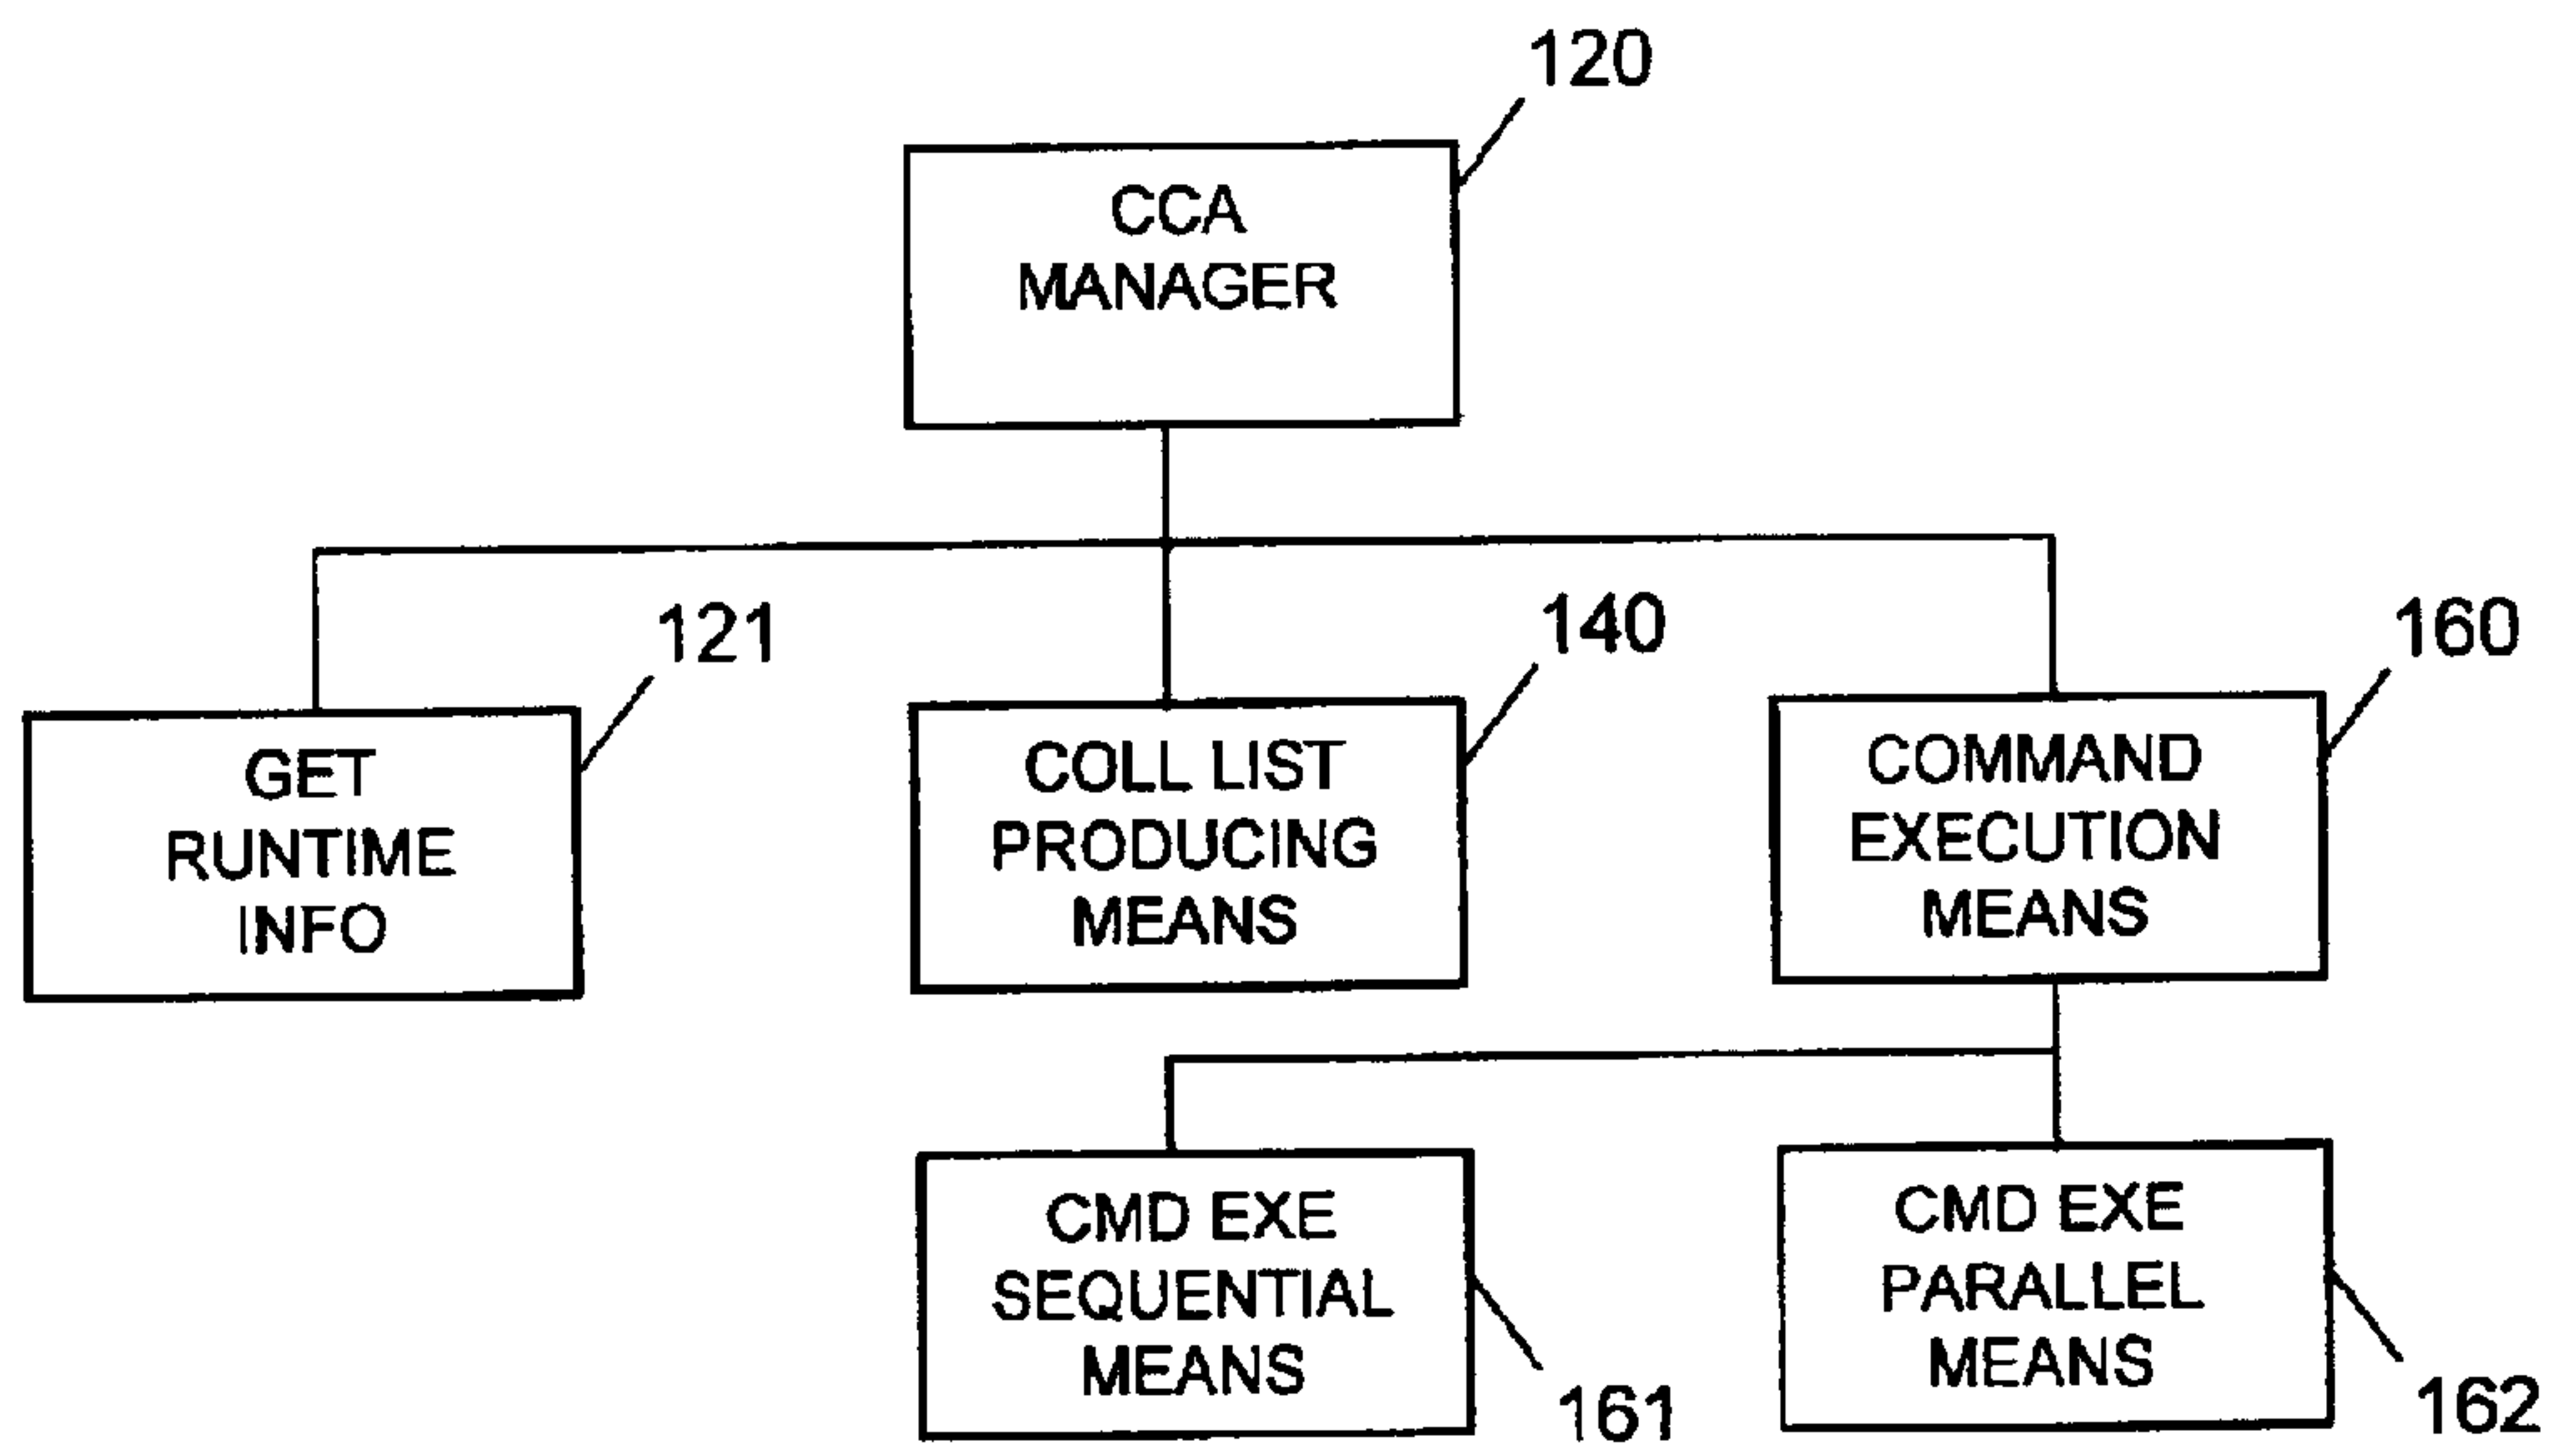 120
CCA
MANAGER
121
140
160
GET
RUNTIME
INFO
COLL LIST
PRODUCING
MEANS
COMMAND
EXECUTION
MEANS
CMD EXE
SEQUENTIAL
MEANS
161
CMD EXE
PARALLEL
MEANS
162